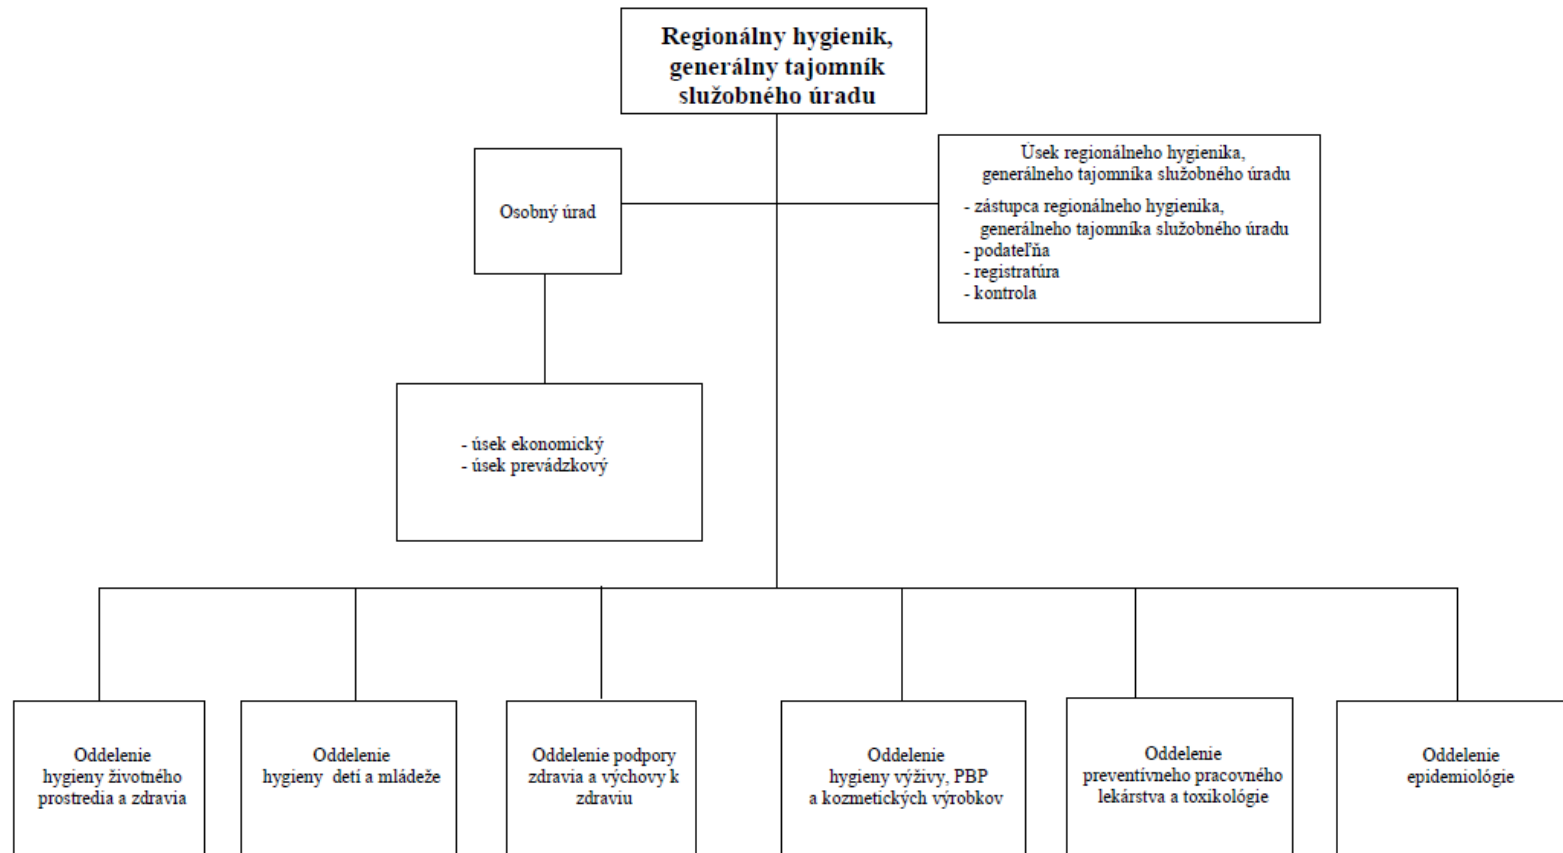 Regionálny hygienik,
generálny tajomník
služobného úradu
Osobný úrad
Úsek regionálneho hygienika,
generálneho tajomníka služobného úradu
- zástupca regionálneho hygienika,
generálneho tajomníka služobného úradu
- podateľňa
- registratúra
- kontrola
- úsek ekonomický
- úsek prevádzkový
Oddelenie
hygieny životného
prostredia a zdravia
Oddelenie
hygieny detí a mládeže
Oddelenie podpory
zdravia a výchovy k
zdraviu
Oddelenie
hygieny výživy, PBP
a kozmetických výrobkov
Oddelenie
preventívneho pracovného
lekárstva a toxikológie
Oddelenie
epidemiológie